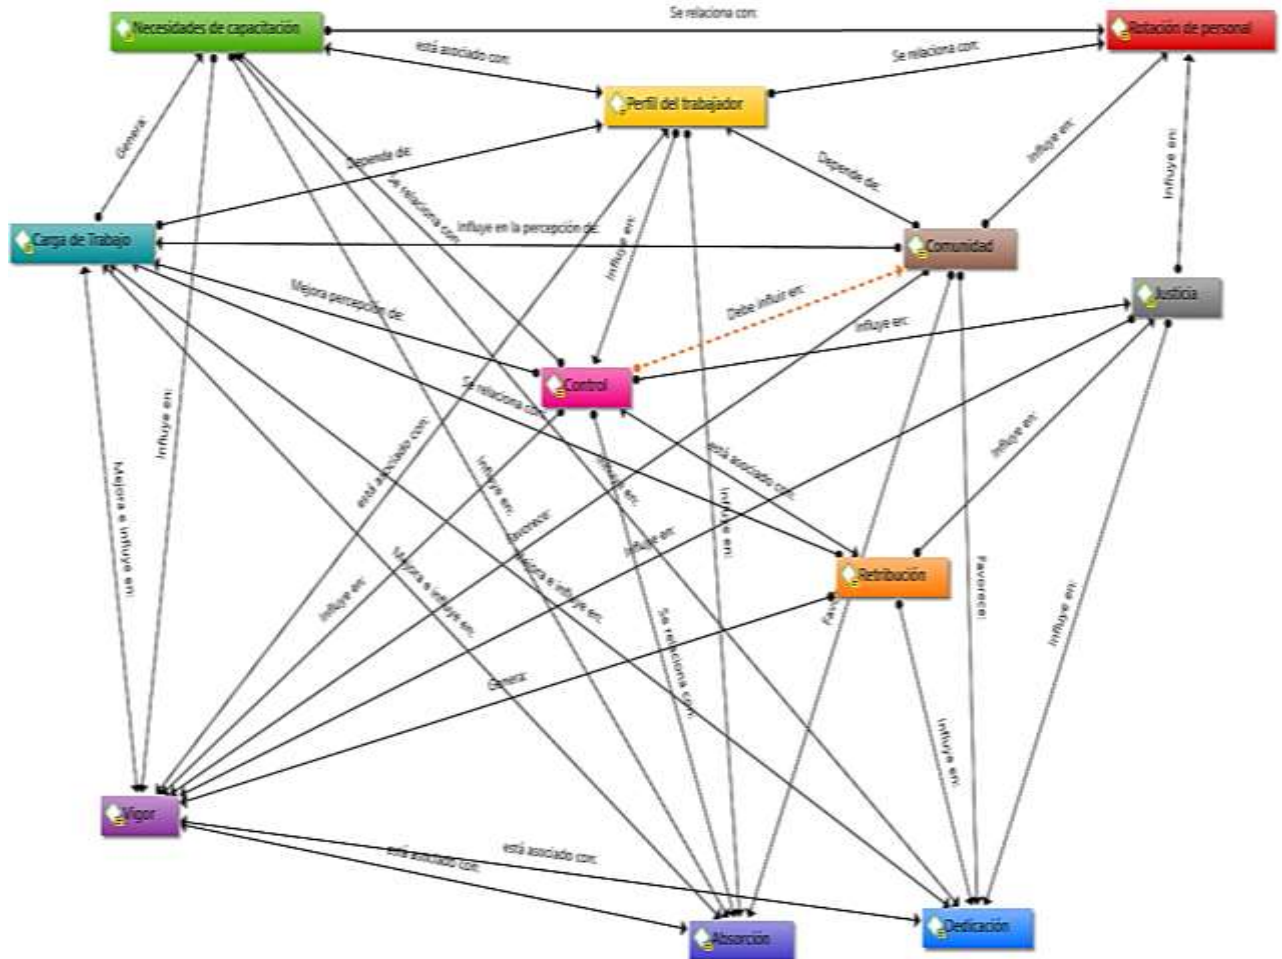 Se relaciona con:
Necesidades de capacitación
Rotación de personal
está asociado con:
Se relaciona con:
Perfil del trabajador
Genera:
Depende de:
Depende de:
Influye en:
Influye en:
Se relaciona con:
Influye en la percepción de:
Influye en:
Carga de Trabajo
Comunidad
Mejora percepción de:
Debe influir en:
Justicia
Influye en:
Control
Se relaciona con:
Influye en:
está asociado con:
Influye en:
está asociado con:
Mejora e influye en:
Influye en:
Influye en:
Influye en:
Favorece:
Influye en:
Retribución
Mejora e influye en:
Mejora e influye en:
Influye en:
Favorece:
Influye en:
Se relaciona con:
Genera:
Influye en:
Vigor
está asociado con:
está asociado con:
Absorción
Dedicación